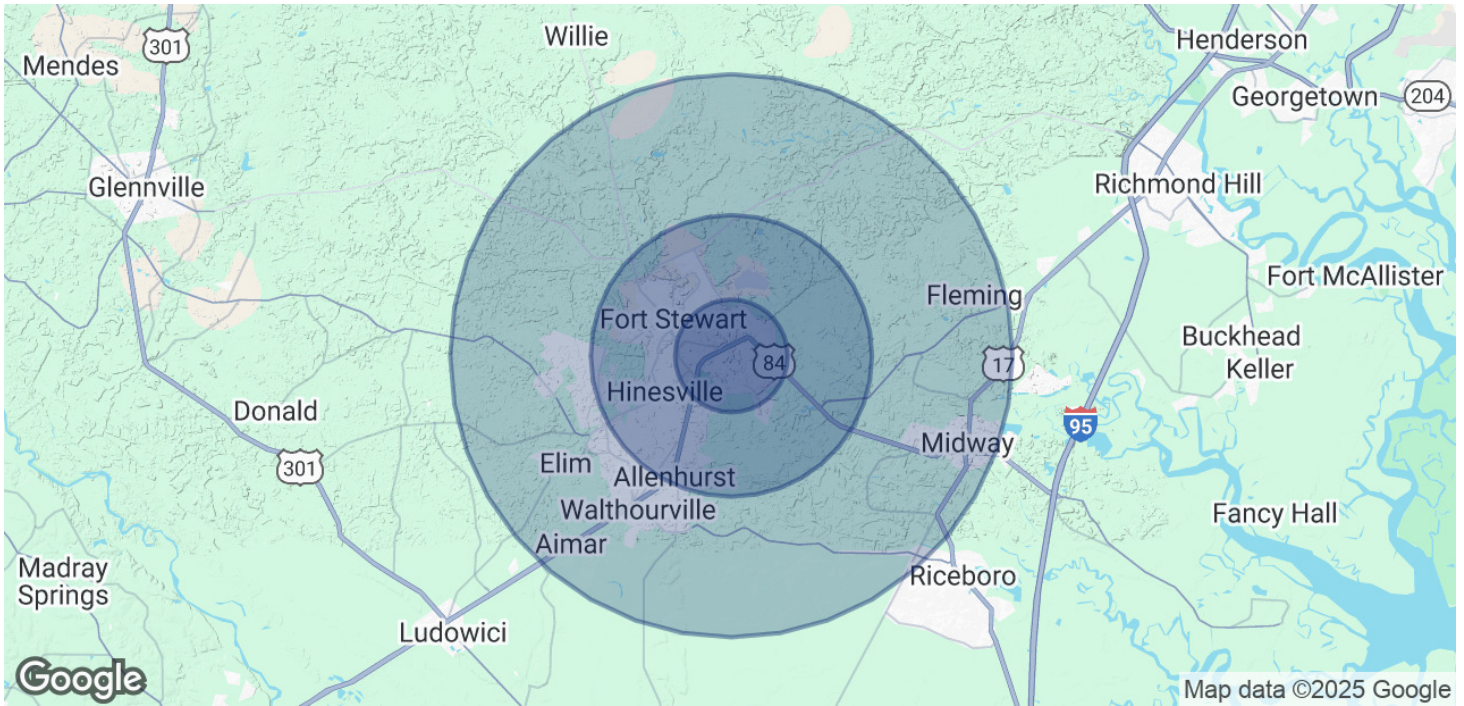 Willie
Henderson
301
Mendes
Georgetown
204
Glennville
Richmond Hill
Fort McAllister
Fleming
Fort Stewart
Buckhead
Keller
84
17
Hinesville
Donald
95
Midway
301
Elim
Allenhurst
Walthourville
Fancy Hall
Aimar
Madray
Springs
Riceboro
Ludowici
Google
Map data ©2025 Google